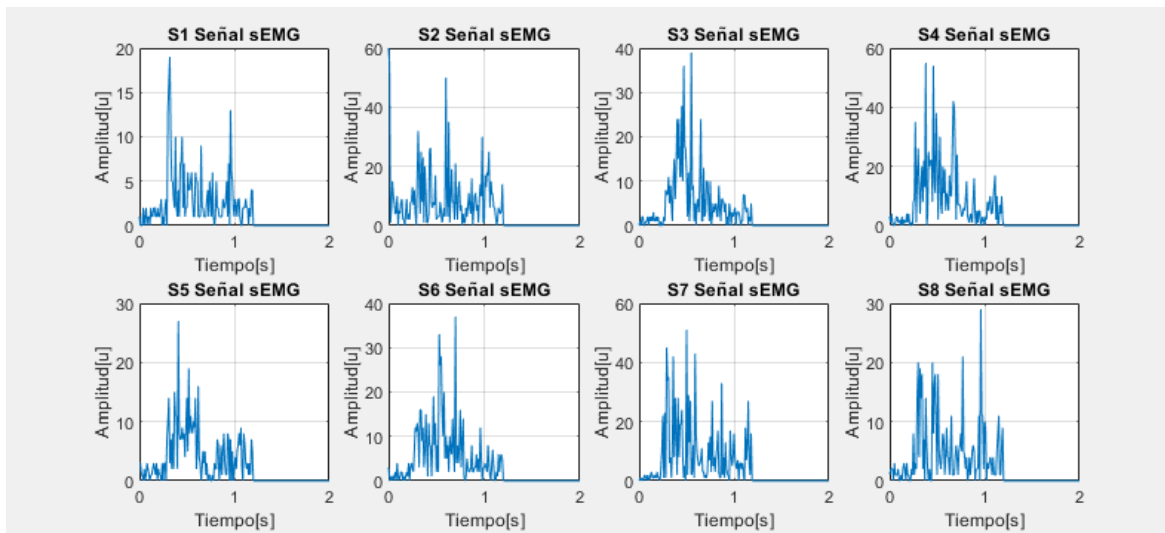 S1 Señal sEMG
20
15
10
5
0
Amplitud[u]
0 1 2
Tiempo[s]
S2 Señal sEMG
60
40
20
0
Amplitud[u]
0 1 2
Tiempo[s]
S3 Señal sEMG
40
30
20
10
0
Amplitud[u]
0 1 2
Tiempo[s]
S4 Señal sEMG
60
40
20
0
Amplitud[u]
0 1 2
Tiempo[s]
S5 Señal sEMG
30
20
10
0
Amplitud[u]
0 1 2
Tiempo[s]
S6 Señal sEMG
40
30
20
10
0
Amplitud[u]
0 1 2
Tiempo[s]
S7 Señal sEMG
60
40
20
0
Amplitud[u]
0 1 2
Tiempo[s]
S8 Señal sEMG
30
20
10
0
Amplitud[u]
0 1 2
Tiempo[s]